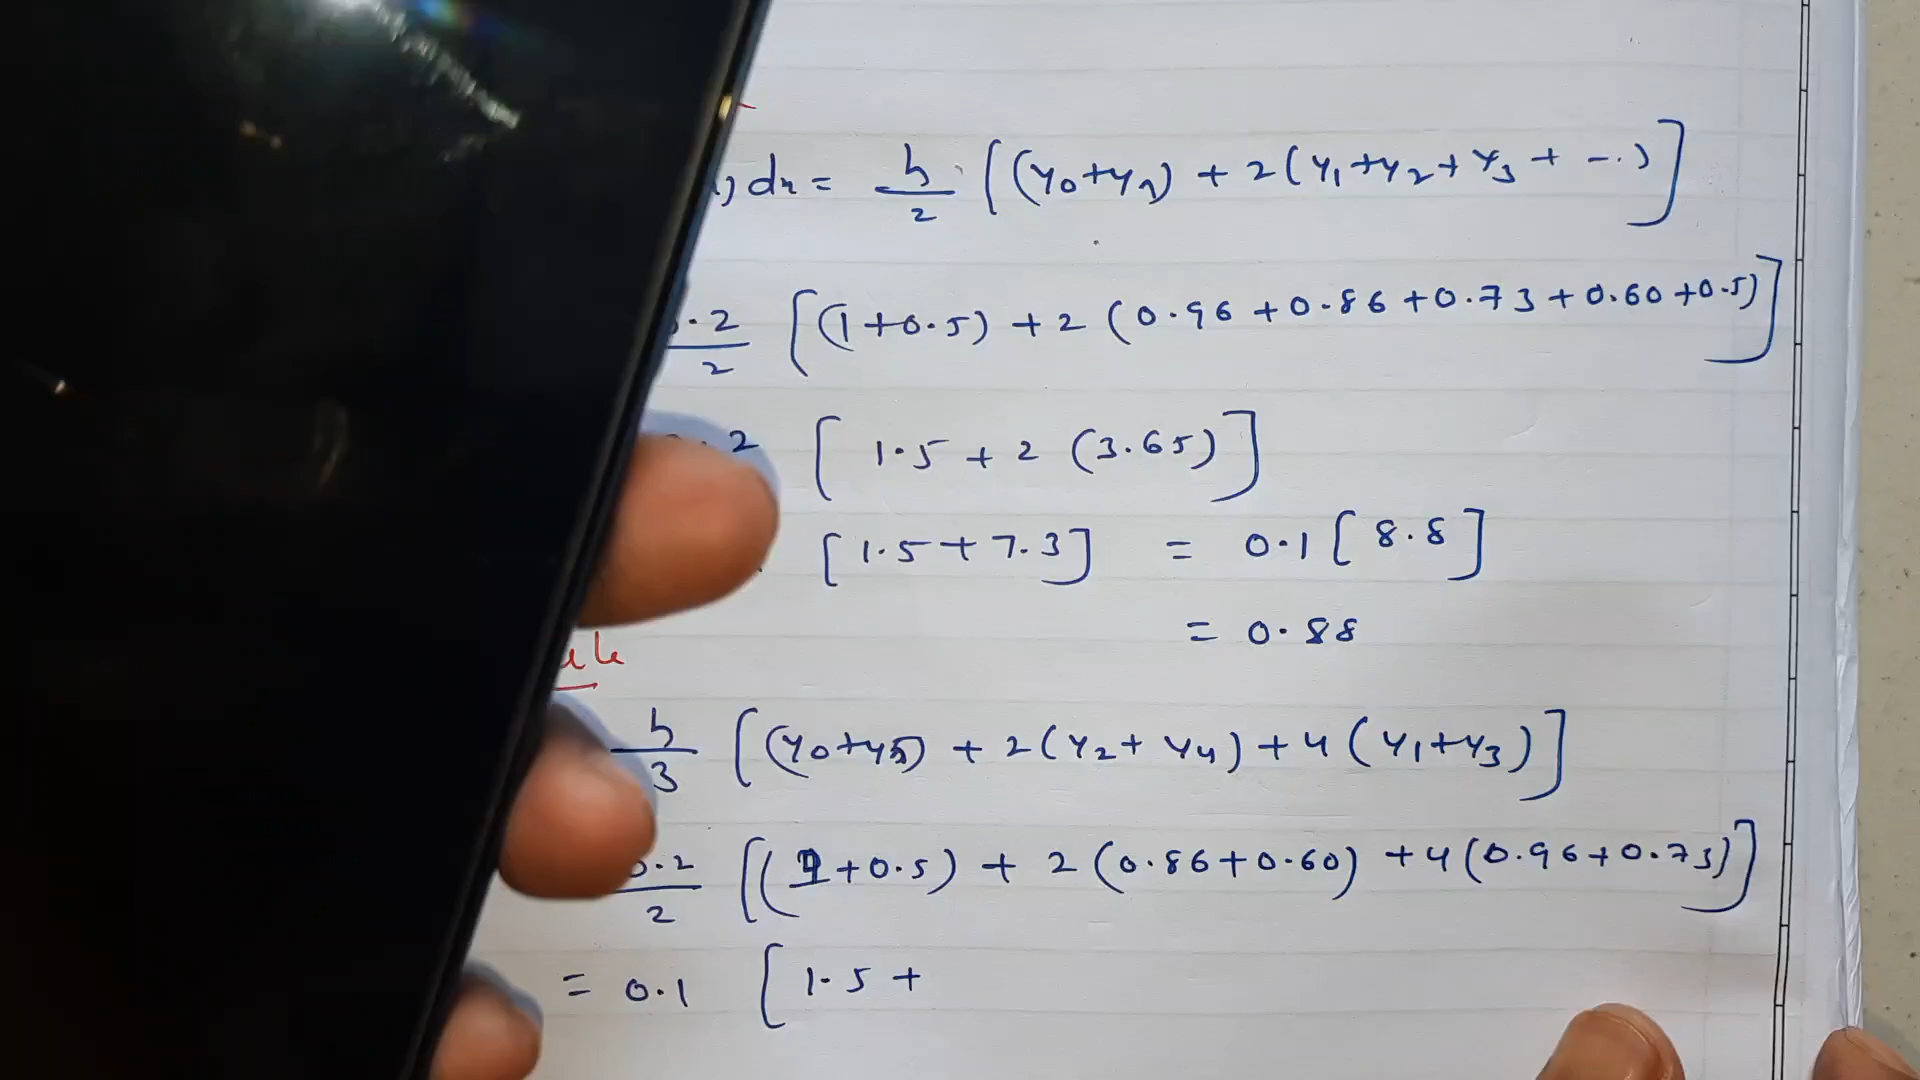 ) dx = h/2 [(y0+yn) + 2(y1+y2+y3+ -..)]
0.2/2 [(1+0.5) + 2 (0.96+0.86+0.73+0.60+0.5)]
0.2 [1.5 + 2 (3.65)]
[1.5+7.3] = 0.1 [8.8]
= 0.88
h/3 [(y0+y5) + 2(y2+y4) + 4(y1+y3)]
0.2/2 [(1+0.5) + 2(0.86+0.60) + 4(0.96+0.73)]
= 0.1 [1.5 +